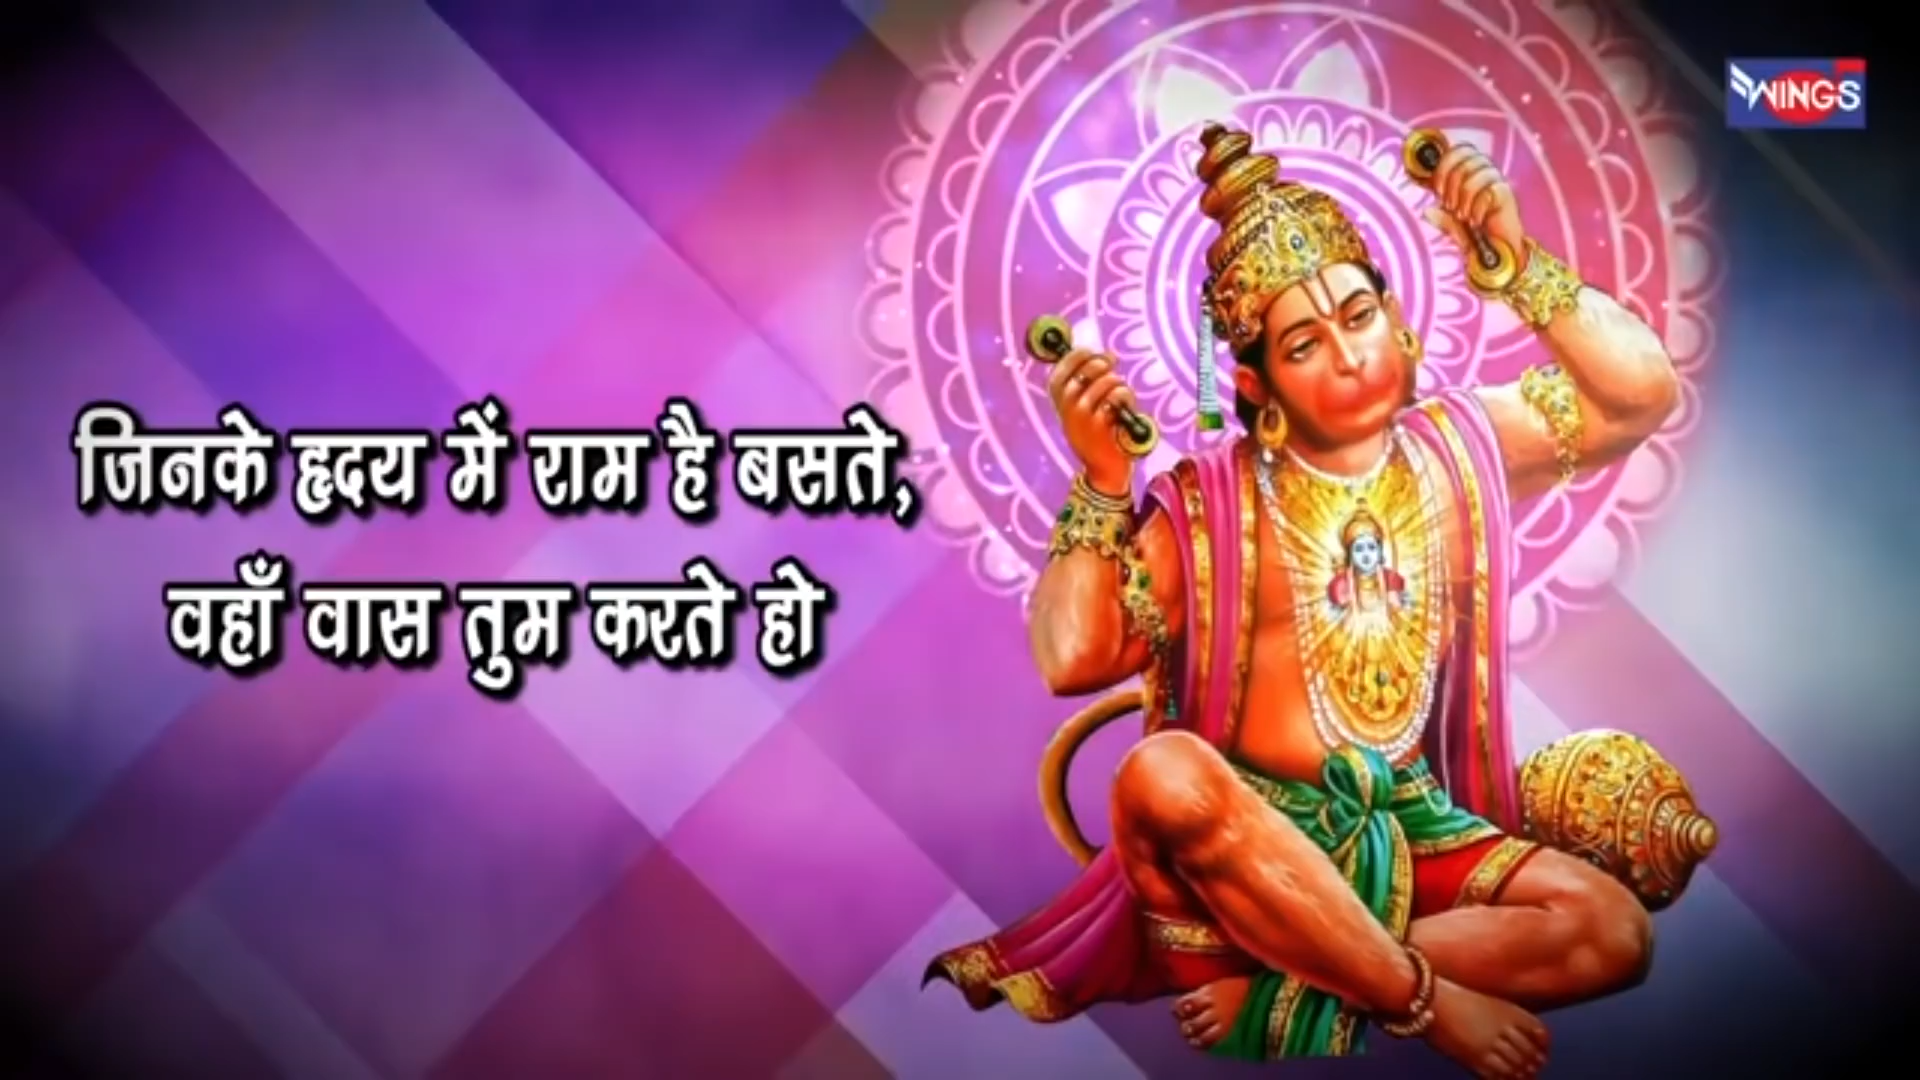 WINGS
जिनके हृदय में राम है बसते,
वहाँ वास तुम करते हो